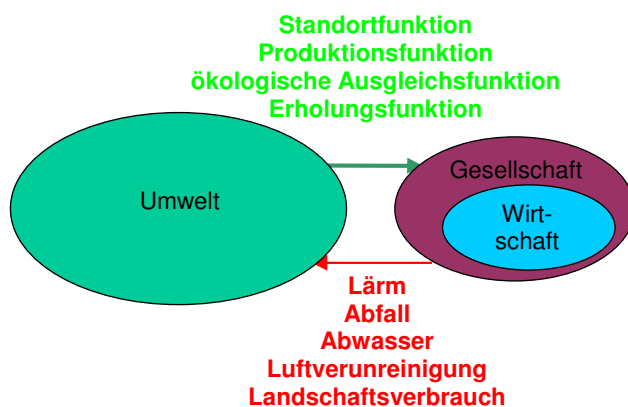 Standortfunktion
Produktionsfunktion
ökologische Ausgleichsfunktion
Erholungsfunktion
Umwelt
Gesellschaft
Wirt-
schaft
Lärm
Abfall
Abwasser
Luftverunreinigung
Landschaftsverbrauch